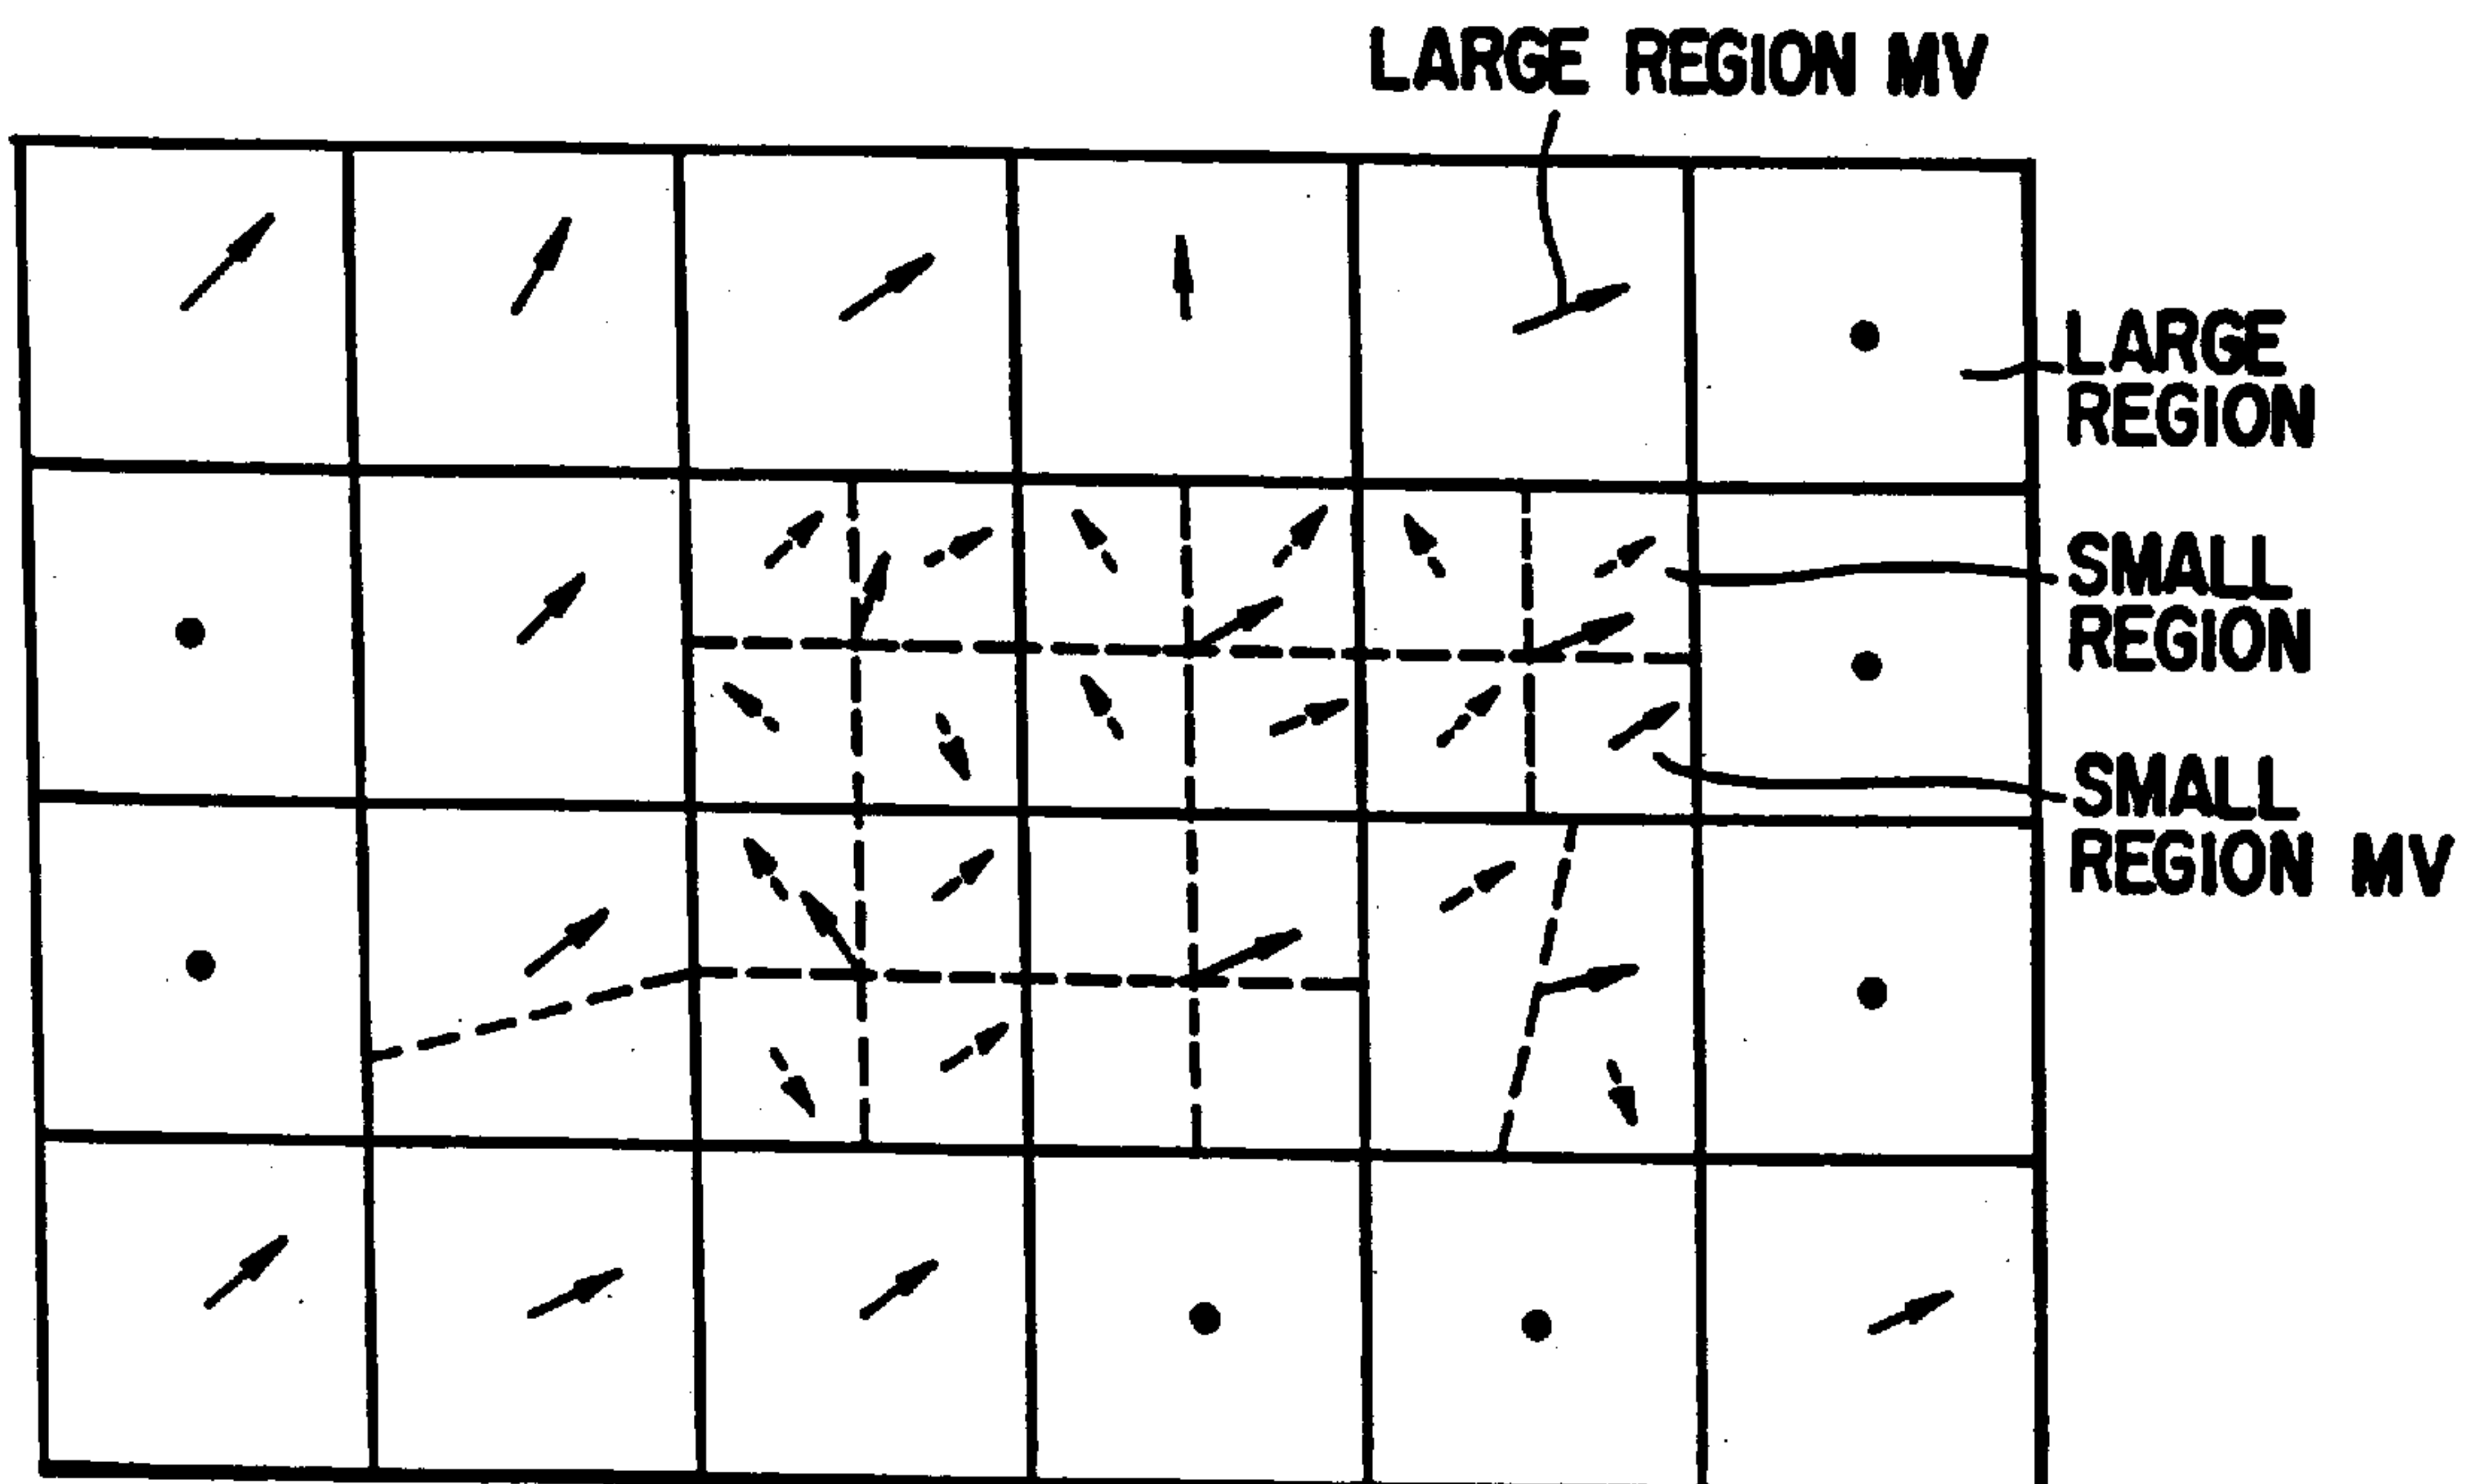 LARGE REGION MV
LARGE
REGION
SMALL
REGION
SMALL
REGION MV